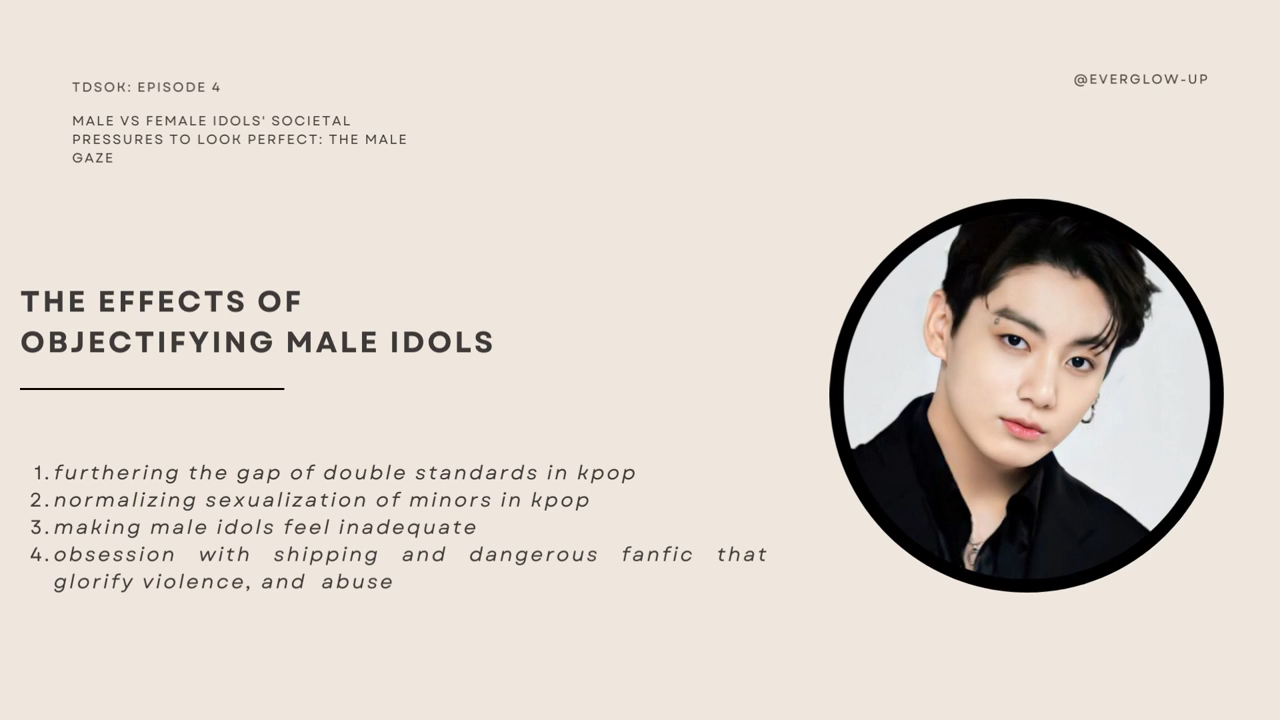 TDSOK: EPISODE 4
@EVERGLOW-UP
MALE VS FEMALE IDOLS' SOCIETAL
PRESSURES TO LOOK PERFECT: THE MALE
GAZE
THE EFFECTS OF
OBJECTIFYING MALE IDOLS
1. furthering the gap of double standards in kpop
2. normalizing sexualization of minors in kpop
3. making male idols feel inadequate
4. obsession with shipping and dangerous fanfic that
glorify violence, and abuse